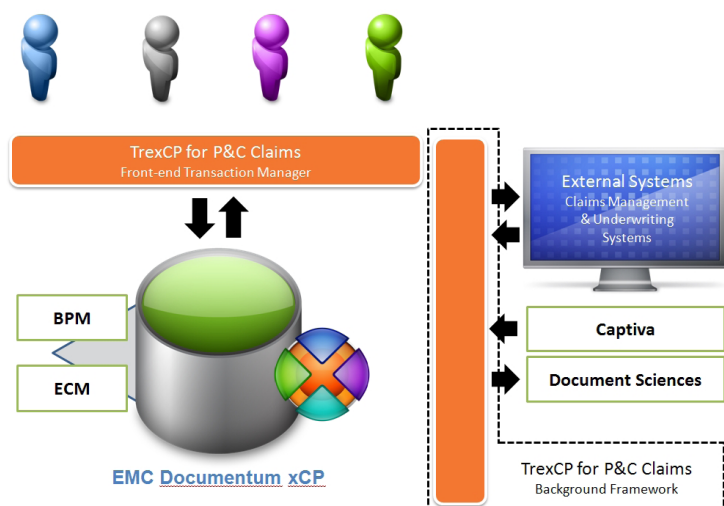 TrexCP for P&C Claims
Front-end Transaction Manager
External Systems
Claims Management
& Underwriting
Systems
BPM
ECM
Captiva
Document Sciences
EMC Documentum xCP
TrexCP for P&C Claims
Background Framework